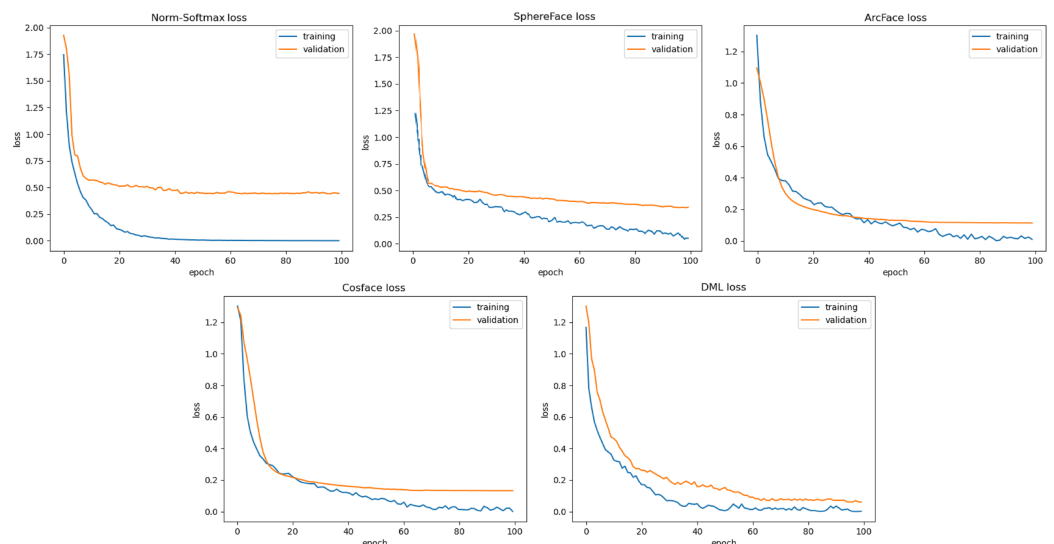 Norm-Softmax loss
2.00
1.75
1.50
1.25
1.00
0.75
0.50
0.25
0.00
loss
0 20 40 60 80 100
epoch
training
validation
SphereFace loss
2.00
1.75
1.50
1.25
1.00
0.75
0.50
0.25
0.00
loss
0 20 40 60 80 100
epoch
training
validation
ArcFace loss
1.2
1.0
0.8
0.6
0.4
0.2
0.0
loss
0 20 40 60 80 100
epoch
training
validation
Cosface loss
1.2
1.0
0.8
0.6
0.4
0.2
0.0
loss
0 20 40 60 80 100
epoch
training
validation
DML loss
1.2
1.0
0.8
0.6
0.4
0.2
0.0
loss
0 20 40 60 80 100
epoch
training
validation